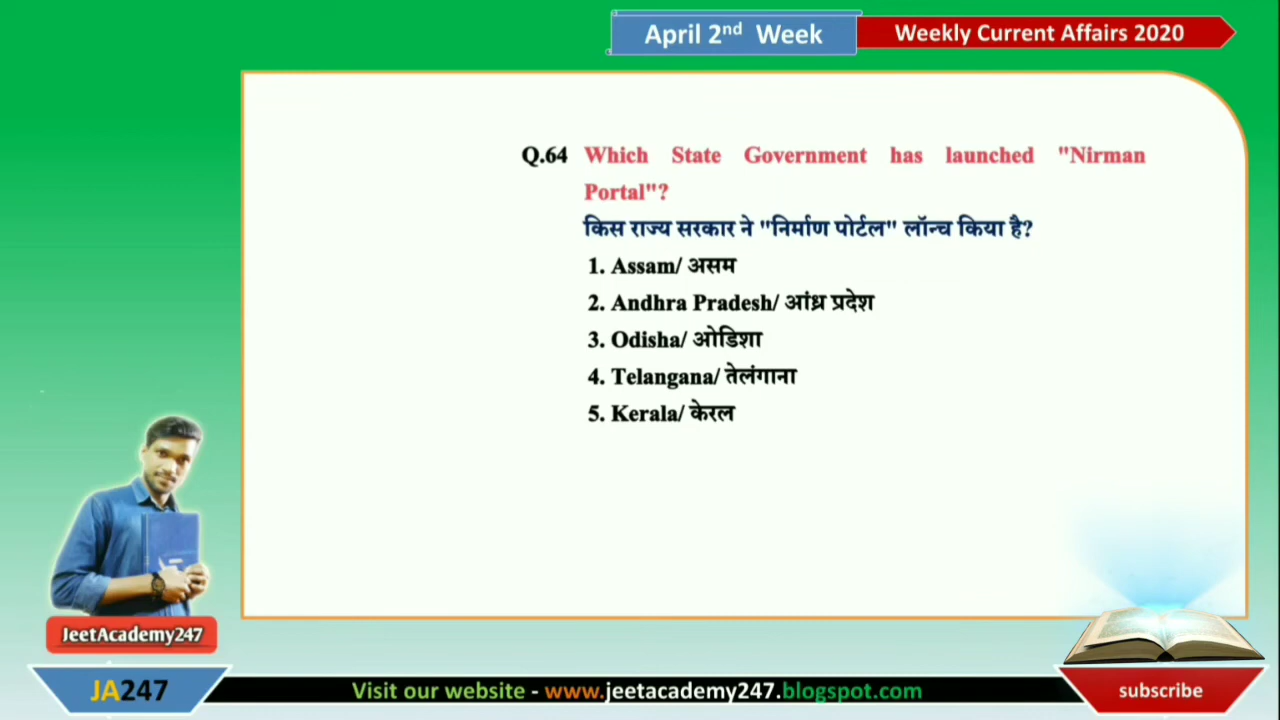 April 2nd Week
Weekly Current Affairs 2020
Q.64 Which State Government has launched "Nirman
Portal"?
किस राज्य सरकार ने "निर्माण पोर्टल" लॉन्च किया है?
1. Assam/ असम
2. Andhra Pradesh/ आंध्र प्रदेश
3. Odisha/ ओडिशा
4. Telangana/ तेलंगाना
5. Kerala/ केरल
JeetAcademy247
JA247
Visit our website - www.jeetacademy247.blogspot.com
subscribe